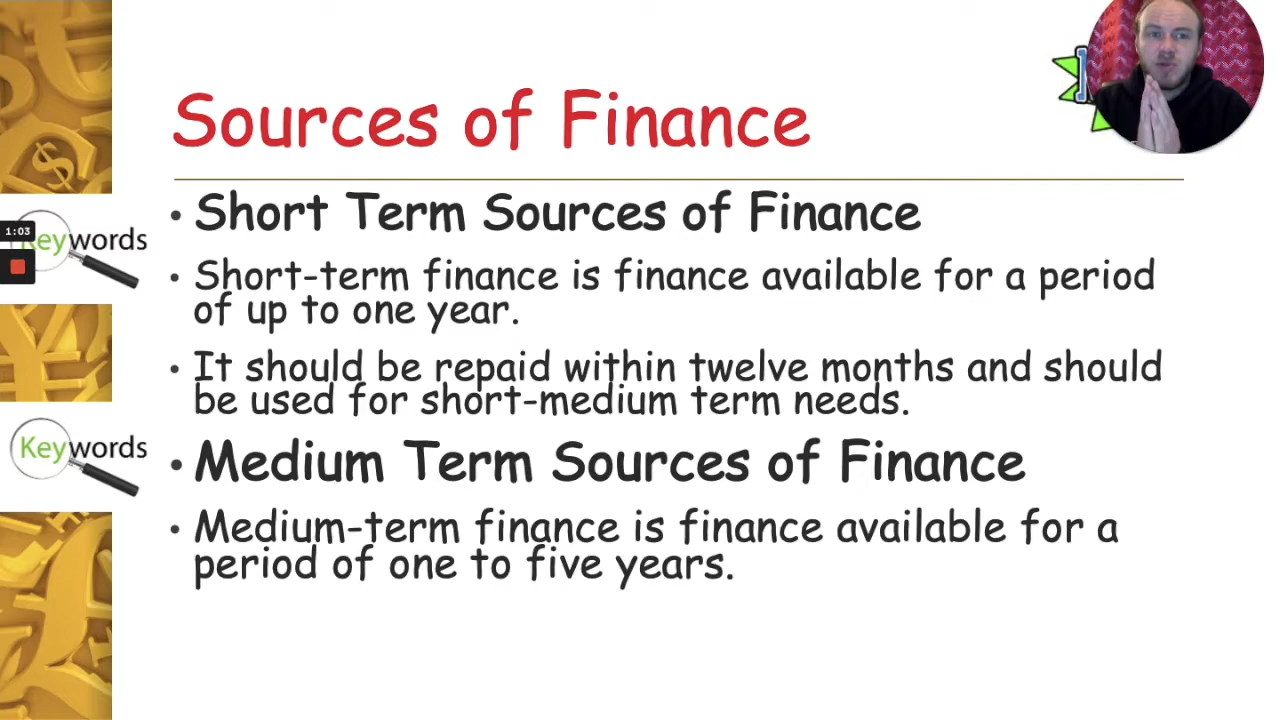 Sources of Finance
• Short Term Sources of Finance
1:03
Keywords
• Short-term finance is finance available for a period
of up to one year.
• It should be repaid within twelve months and should
be used for short-medium term needs.
Keywords
• Medium Term Sources of Finance
• Medium-term finance is finance available for a
period of one to five years.